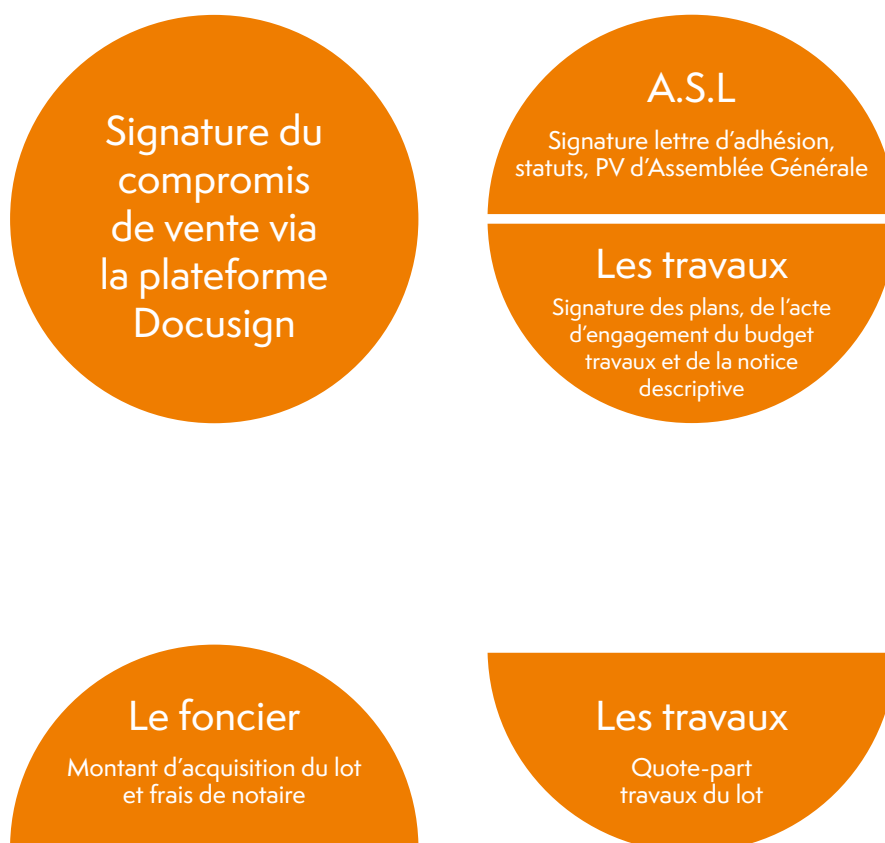 Signature du
compromis
de vente via
la plateforme
Docusign
A.S.L
Signature lettre d'adhésion,
statuts, PV d'Assemblée Générale
Les travaux
Signature des plans, de l'acte
d'engagement du budget
travaux et de la notice
descriptive
Le foncier
Montant d'acquisition du lot
et frais de notaire
Les travaux
Quote-part
travaux du lot